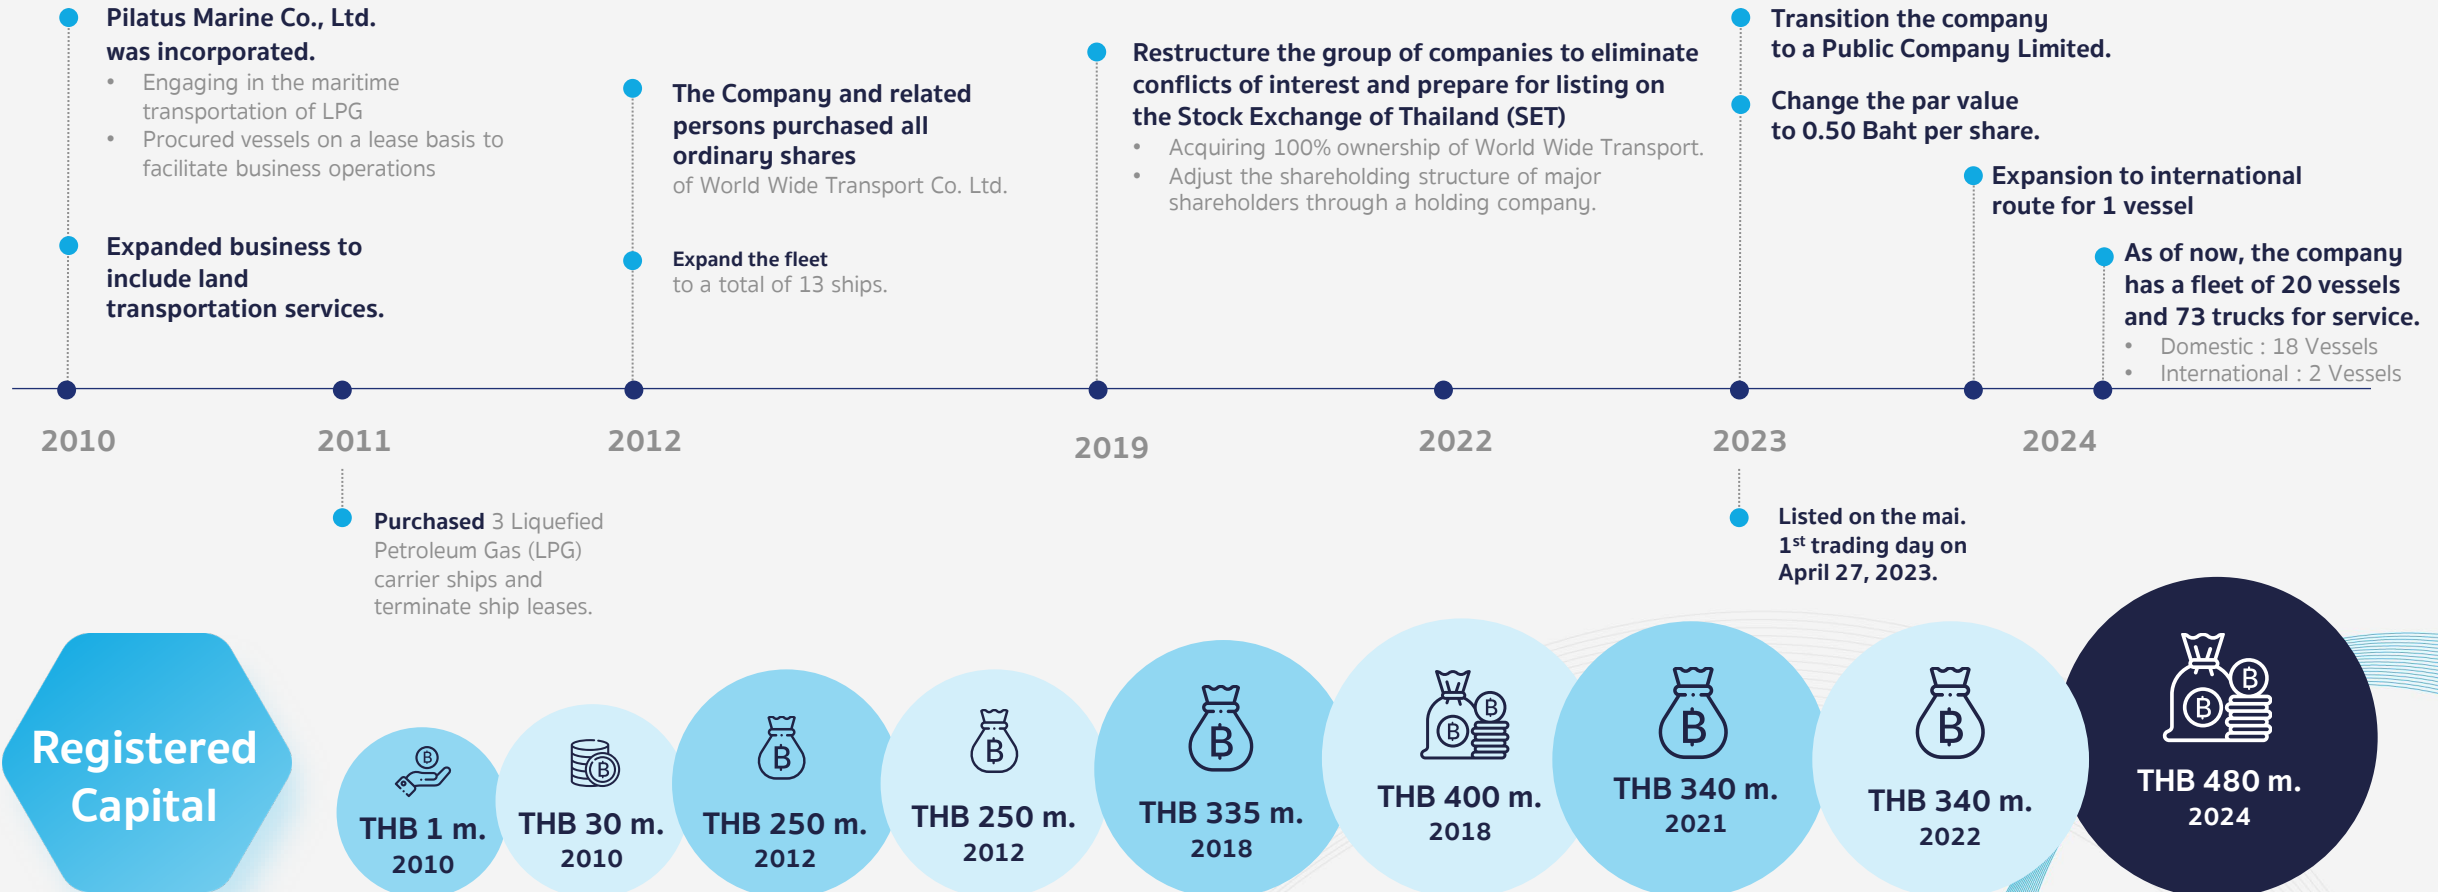 Pilatus Marine Co., Ltd.
was incorporated.
• Engaging in the maritime
transportation of LPG
• Procured vessels on a lease basis to
facilitate business operations
Expanded business to
include land
transportation services.
The Company and related
persons purchased all
ordinary shares
of World Wide Transport Co. Ltd.
Expand the fleet
to a total of 13 ships.
Restructure the group of companies to eliminate
conflicts of interest and prepare for listing on
the Stock Exchange of Thailand (SET)
• Acquiring 100% ownership of World Wide Transport.
• Adjust the shareholding structure of major
shareholders through a holding company.
Transition the company
to a Public Company Limited.
Change the par value
to 0.50 Baht per share.
Expansion to international
route for 1 vessel
As of now, the company
has a fleet of 20 vessels
and 73 trucks for service.
• Domestic : 18 Vessels
• International : 2 Vessels
2010
2011
2012
2019
2022
2023
2024
Purchased 3 Liquefied
Petroleum Gas (LPG)
carrier ships and
terminate ship leases.
Listed on the mai.
1st trading day on
April 27, 2023.
Registered
Capital
THB 1 m.
2010
THB 30 m.
2010
THB 250 m.
2012
THB 250 m.
2012
THB 335 m.
2018
THB 400 m.
2018
THB 340 m.
2021
THB 340 m.
2022
THB 480 m.
2024